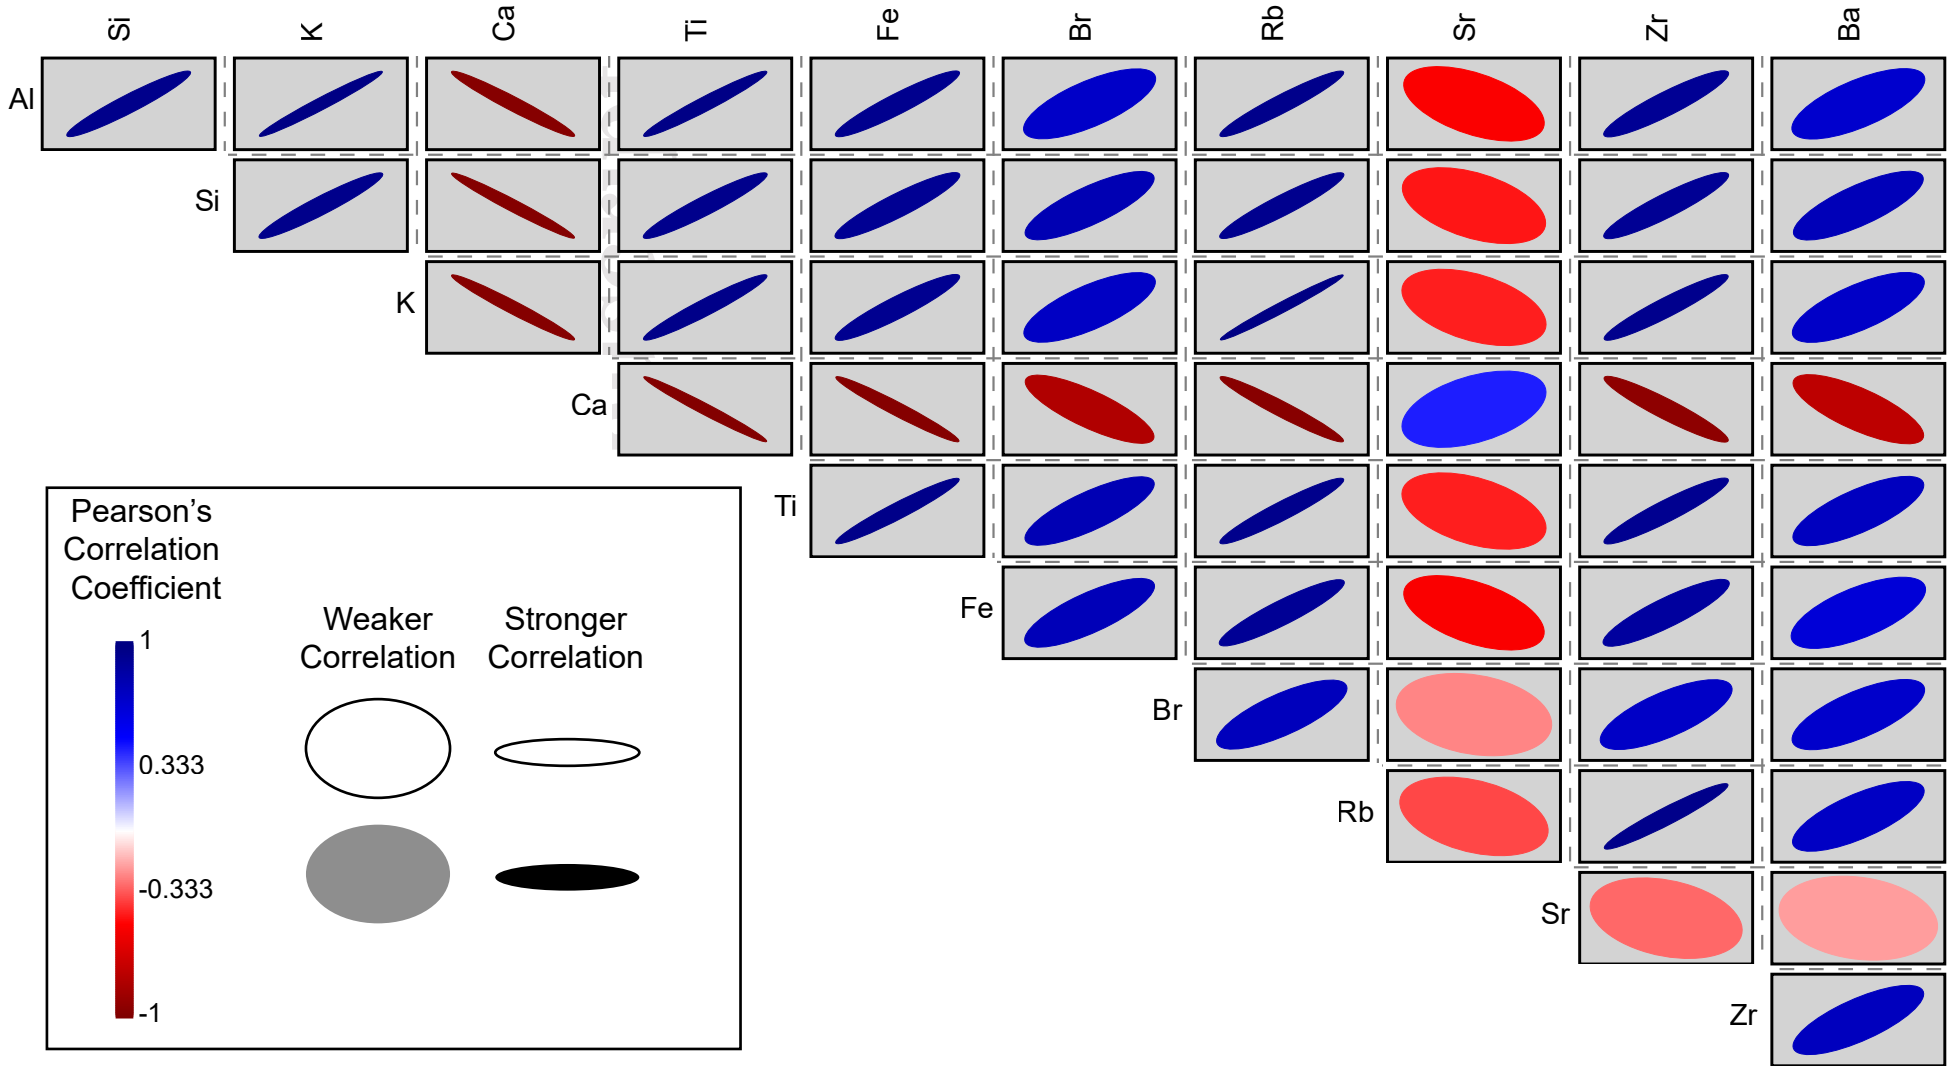 Si K Ca Ti Fe Br Rb Sr Zr Ba
Al
Si
K
Ca
Ti
Fe
Br
Rb
Sr
Zr
Pearson’s
Correlation
Coefficient
1
0.333
-0.333
-1
Weaker Stronger
Correlation Correlation